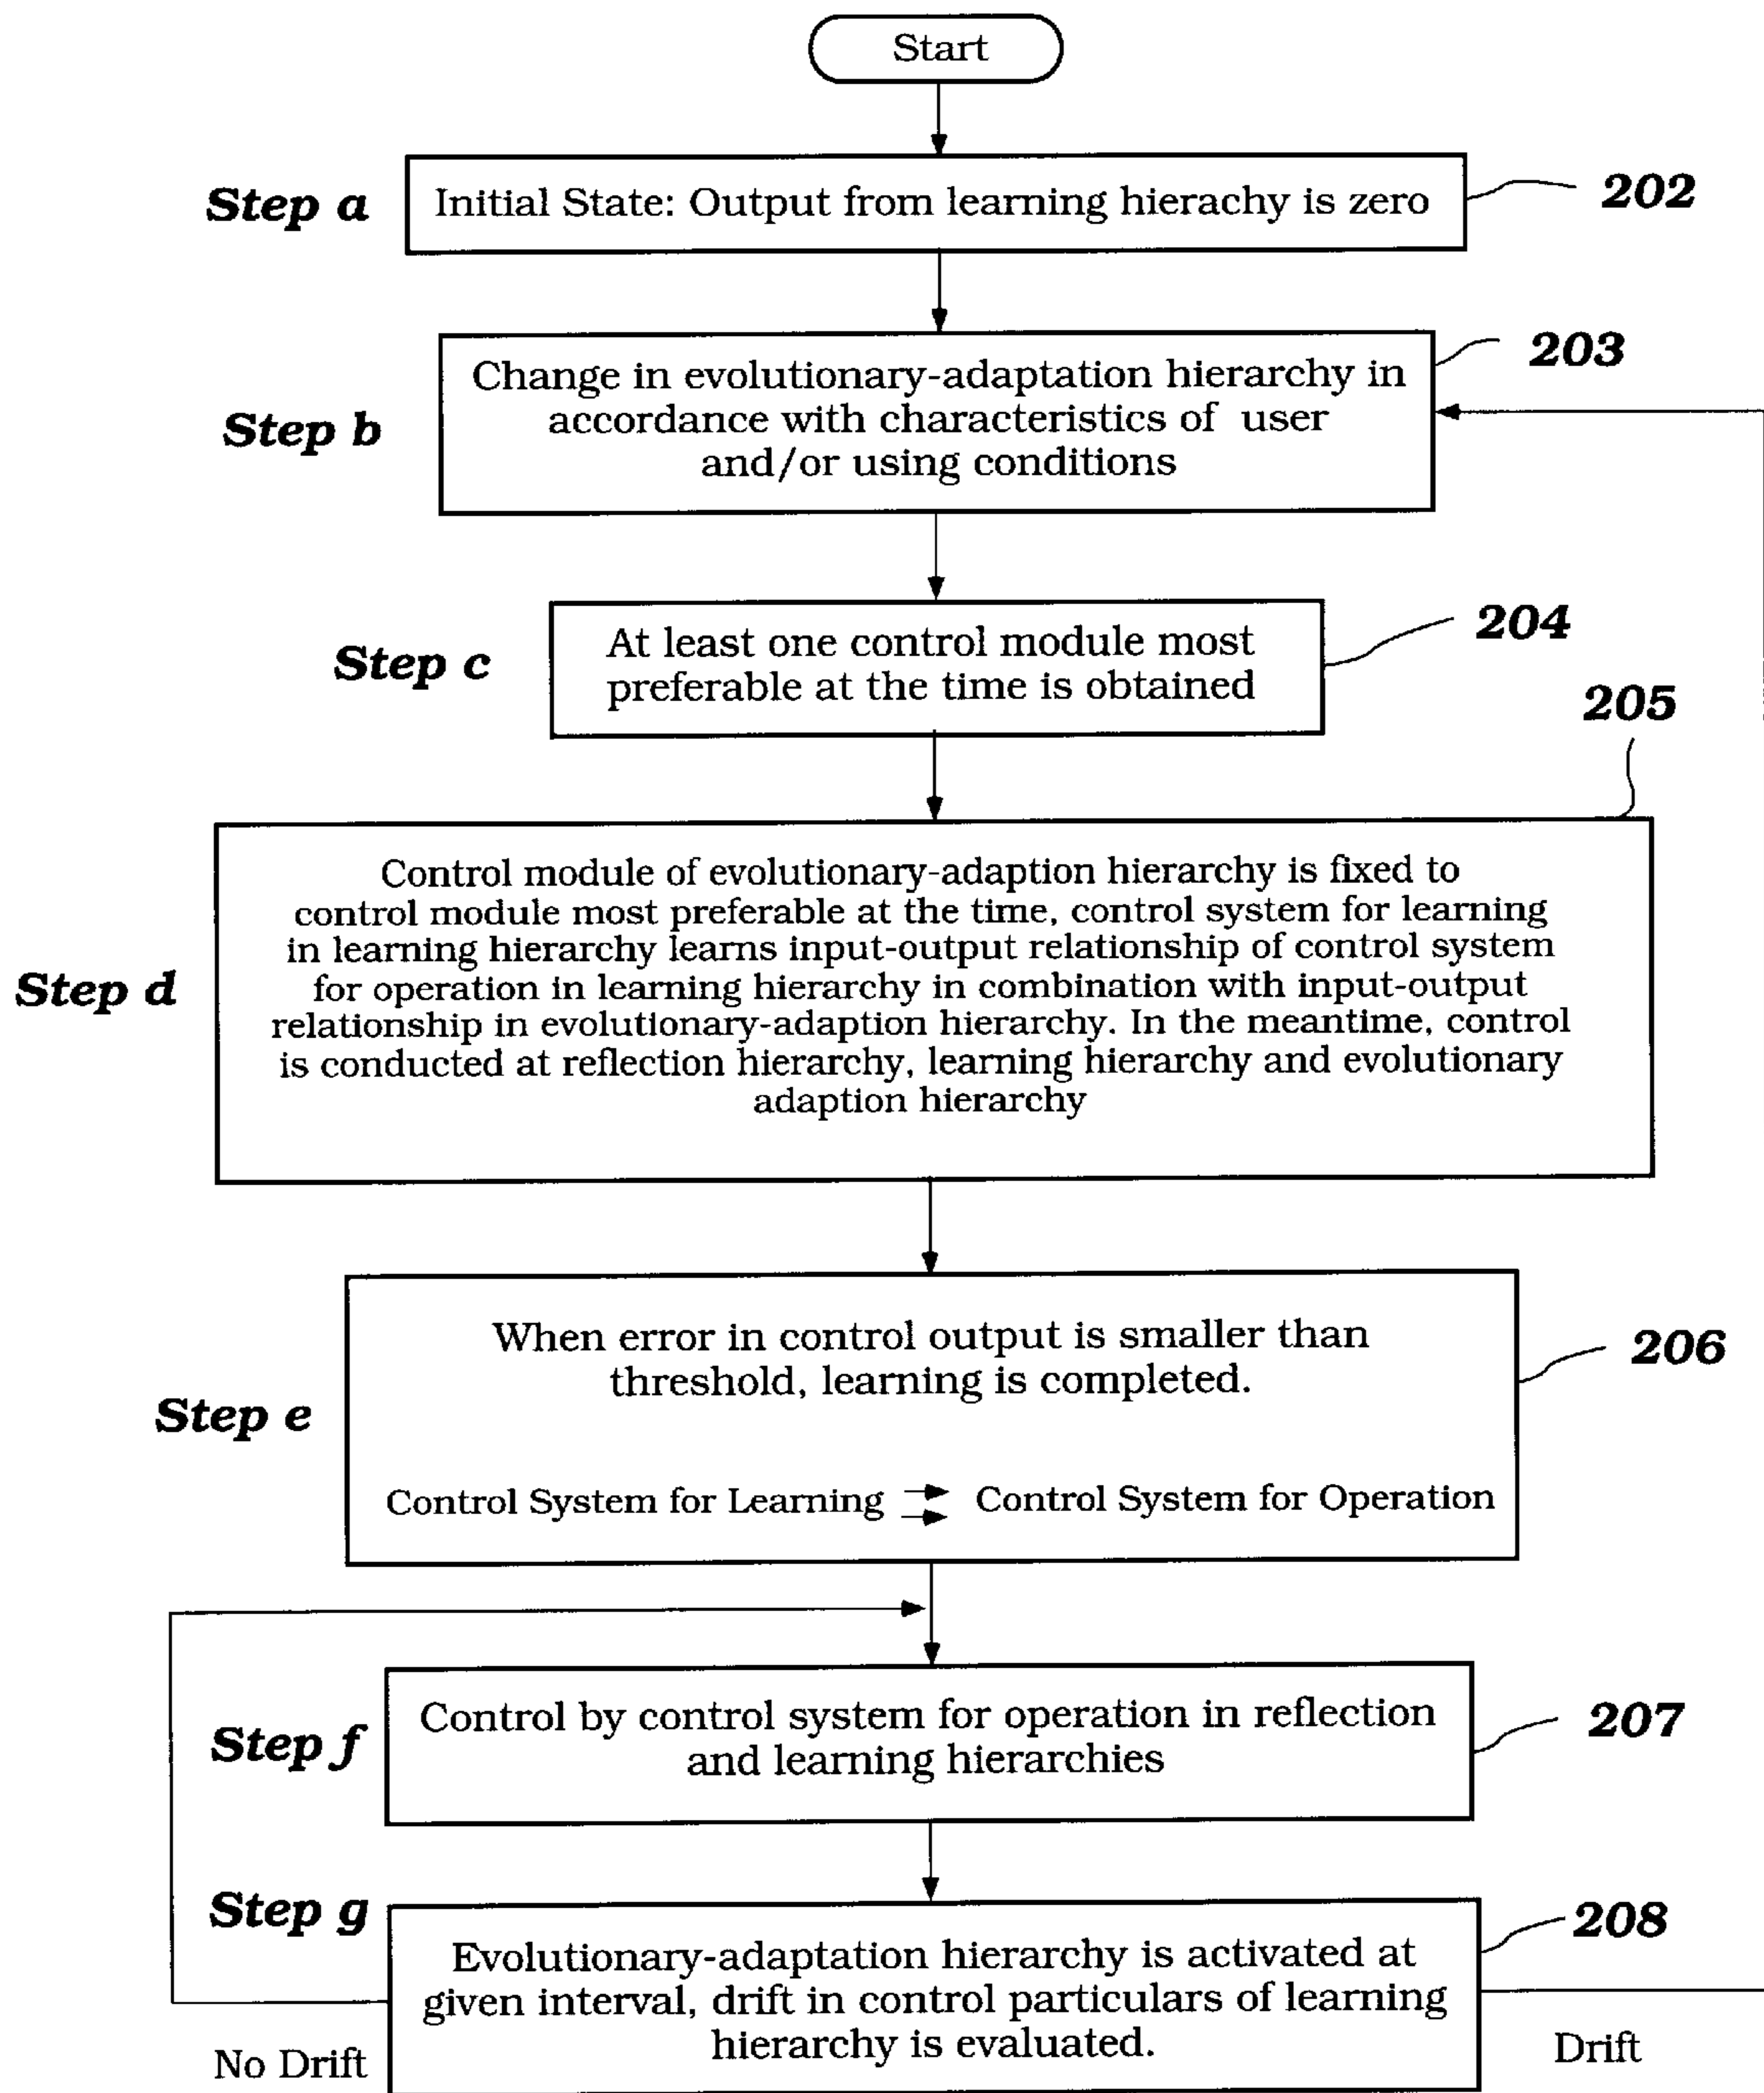 Start
Step a
Initial State: Output from learning hierachy is zero
202
Step b
Change in evolutionary-adaptation hierarchy in
accordance with characteristics of user
and/or using conditions
203
Step c
At least one control module most
preferable at the time is obtained
204
205
Step d
Control module of evolutionary-adaption hierarchy is fixed to
control module most preferable at the time, control system for learning
in learning hierarchy learns input-output relationship of control system
for operation in learning hierarchy in combination with input-output
relationship in evolutionary-adaption hierarchy. In the meantime, control
is conducted at reflection hierarchy, learning hierarchy and evolutionary
adaption hierarchy
Step e
When error in control output is smaller than
threshold, learning is completed.
Control System for Learning Control System for Operation
206
Step f
Control by control system for operation in reflection
and learning hierarchies
207
Step g
Evolutionary-adaptation hierarchy is activated at
given interval, drift in control particulars of learning
hierarchy is evaluated.
208
No Drift
Drift